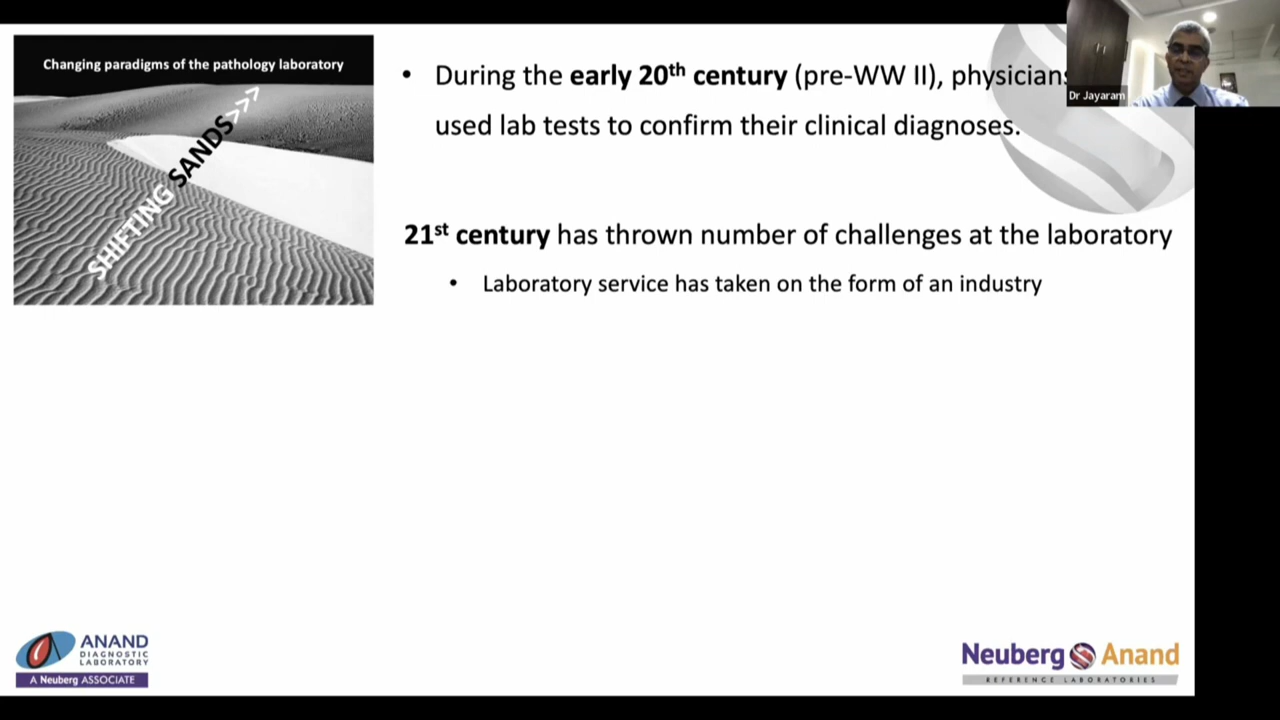 Changing paradigms of the pathology laboratory
SHIFTING SANDS>>>
• During the early 20th century (pre-WW II), physicians
used lab tests to confirm their clinical diagnoses.
21st century has thrown number of challenges at the laboratory
• Laboratory service has taken on the form of an industry
Dr Jayaram
ANAND
DIAGNOSTIC
LABORATORY
A Neuberg ASSOCIATE
Neuberg Anand
REFERENCE LABORATORIES